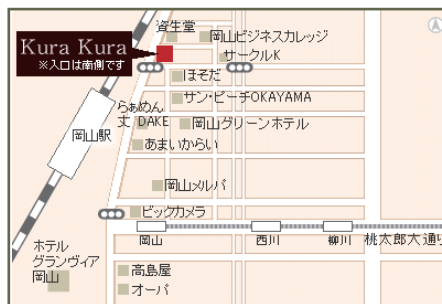 資生堂
岡山ビジネスカレッジ
Kura Kura
※入口は南側です
サークルK
ほそだ
サン・ピーチOKAYAMA
らぁめん
丈 DAKE
岡山グリーンホテル
岡山駅
あまいからい
岡山メルパ
ビックカメラ
岡山
西川
柳川
桃太郎大通り
ホテル
グランヴィア
岡山
高島屋
オーパ